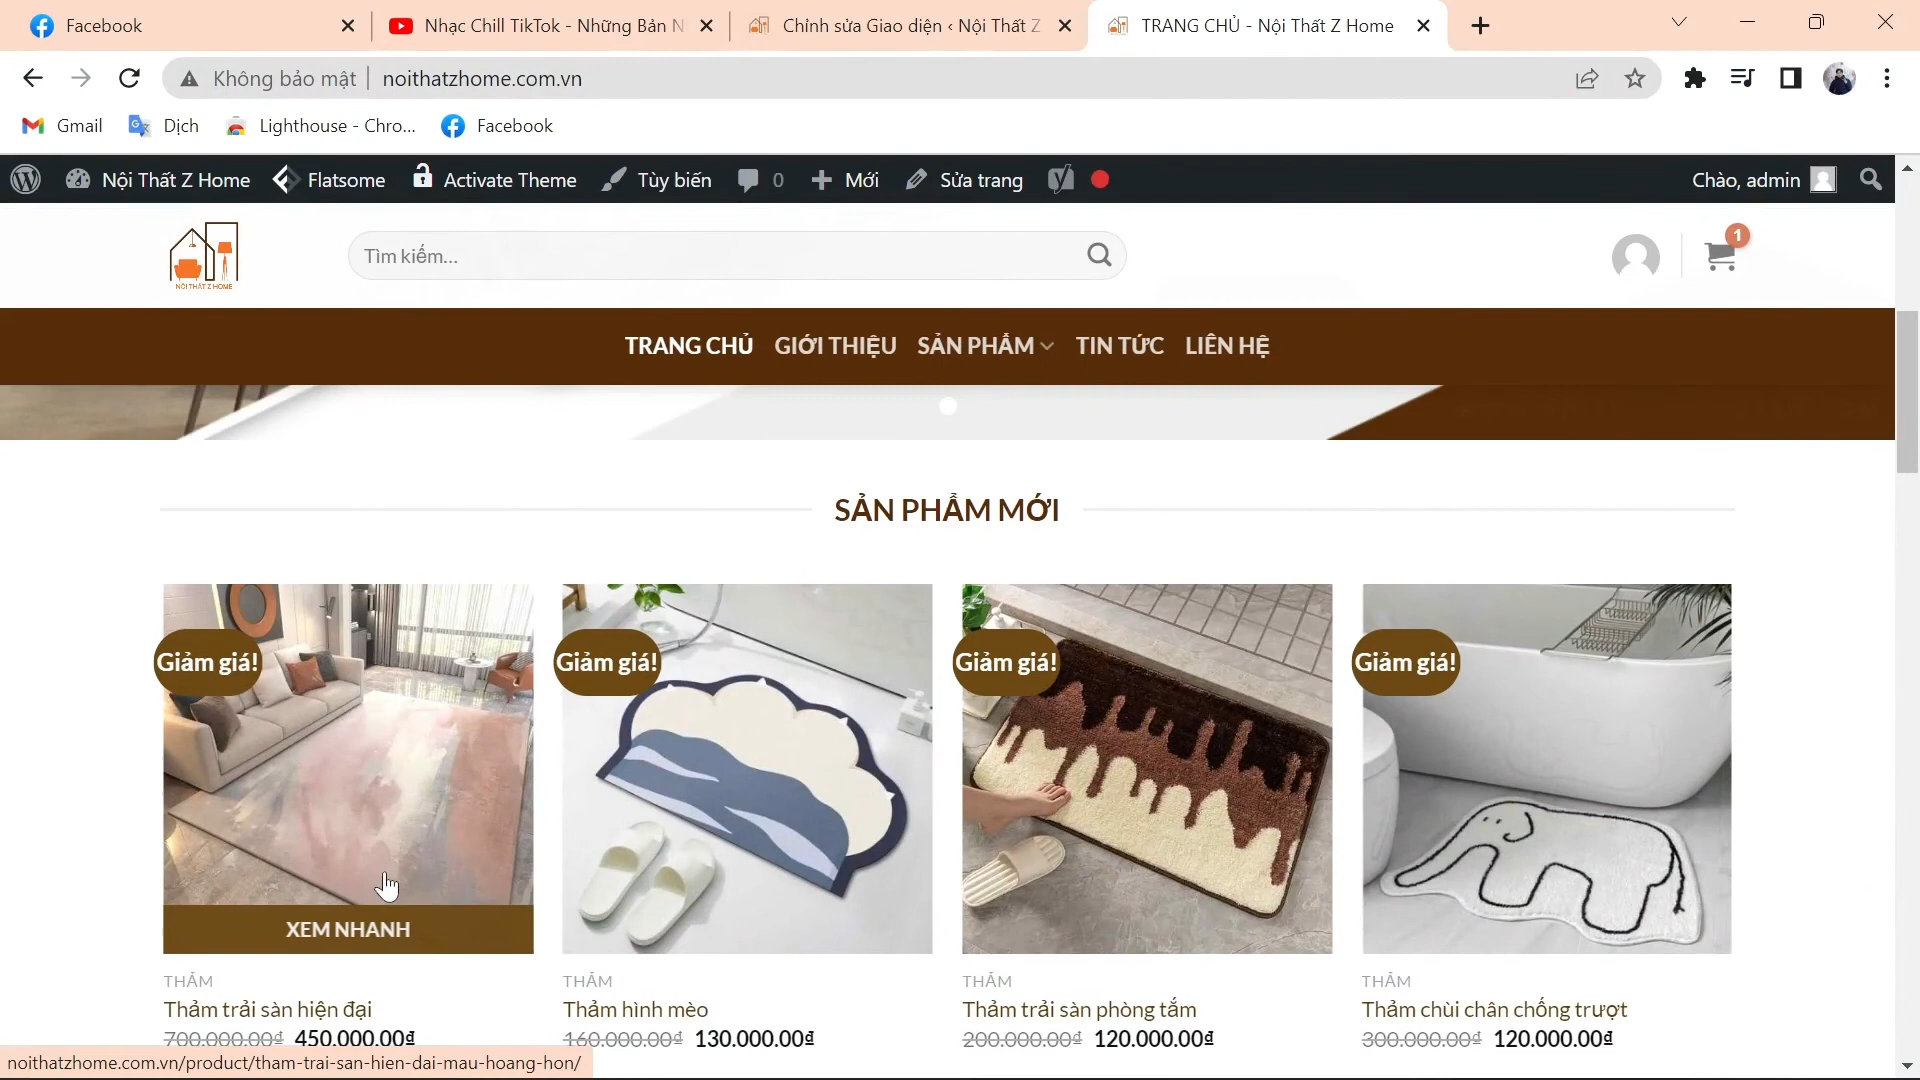 Facebook
Nhạc Chill TikTok - Những Bản N
Chỉnh sửa Giao diện ‹ Nội Thất Z
TRANG CHỦ - Nội Thất Z Home
Không bảo mật
noithatzhome.com.vn
Gmail
Dịch
Lighthouse - Chro...
Facebook
Nội Thất Z Home
Flatsome
Activate Theme
Tùy biến
0
Mới
Sửa trang
Chào, admin
NỘI THẤT Z HOME
Tìm kiếm...
1
TRANG CHỦ
GIỚI THIỆU
SẢN PHẨM
TIN TỨC
LIÊN HỆ
SẢN PHẨM MỚI
Giảm giá!
Giảm giá!
Giảm giá!
Giảm giá!
XEM NHANH
THẢM
THẢM
THẢM
THẢM
Thảm trải sàn hiện đại
Thảm hình mèo
Thảm trải sàn phòng tắm
Thảm chùi chân chống trượt
700.000.00₫ 450.000.00₫
160.000.00₫ 130.000.00₫
200.000.00₫ 120.000.00₫
300.000.00₫ 120.000.00₫
noithatzhome.com.vn/product/tham-trai-san-hien-dai-mau-hoang-hon/